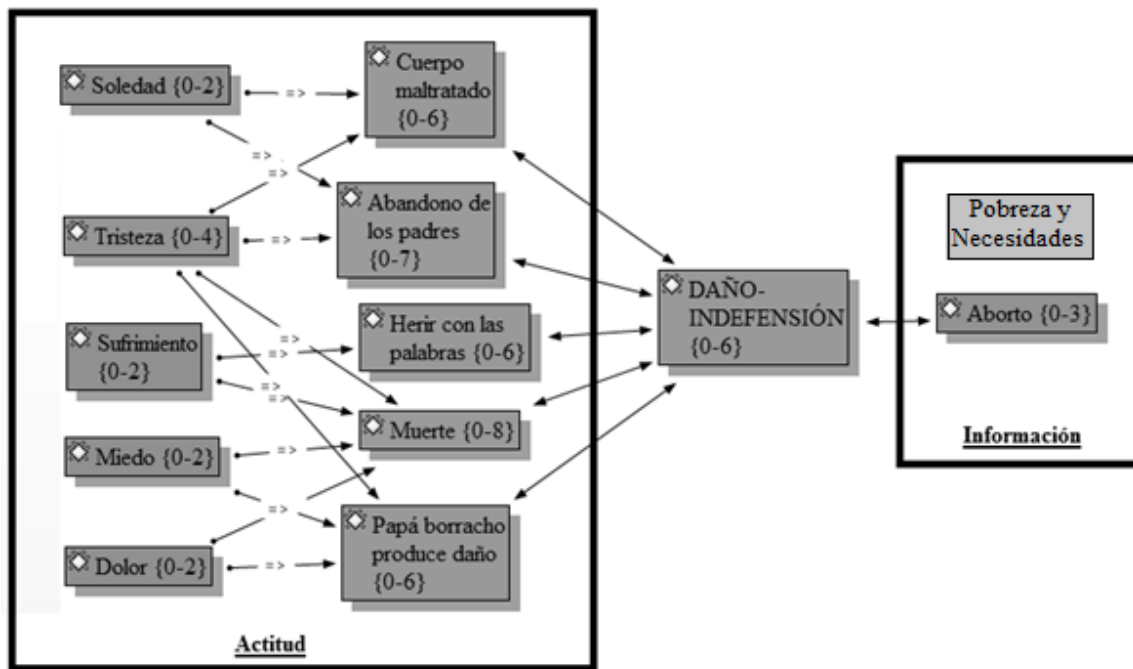 Soledad {0-2}
=>
Cuerpo
maltratado
{0-6}
=>
=>
Tristeza {0-4}
=>
Abandono de
los padres
{0-7}
Sufrimiento
{0-2}
=>
=>
=>
=>
Herir con las
palabras {0-6}
Miedo {0-2}
=>
Muerte {0-8}
=>
=>
Dolor {0-2}
=>
Papá borracho
produce daño
{0-6}
Actitud
DAÑO-
INDEFENSIÓN
{0-6}
Pobreza y
Necesidades
Aborto {0-3}
Información